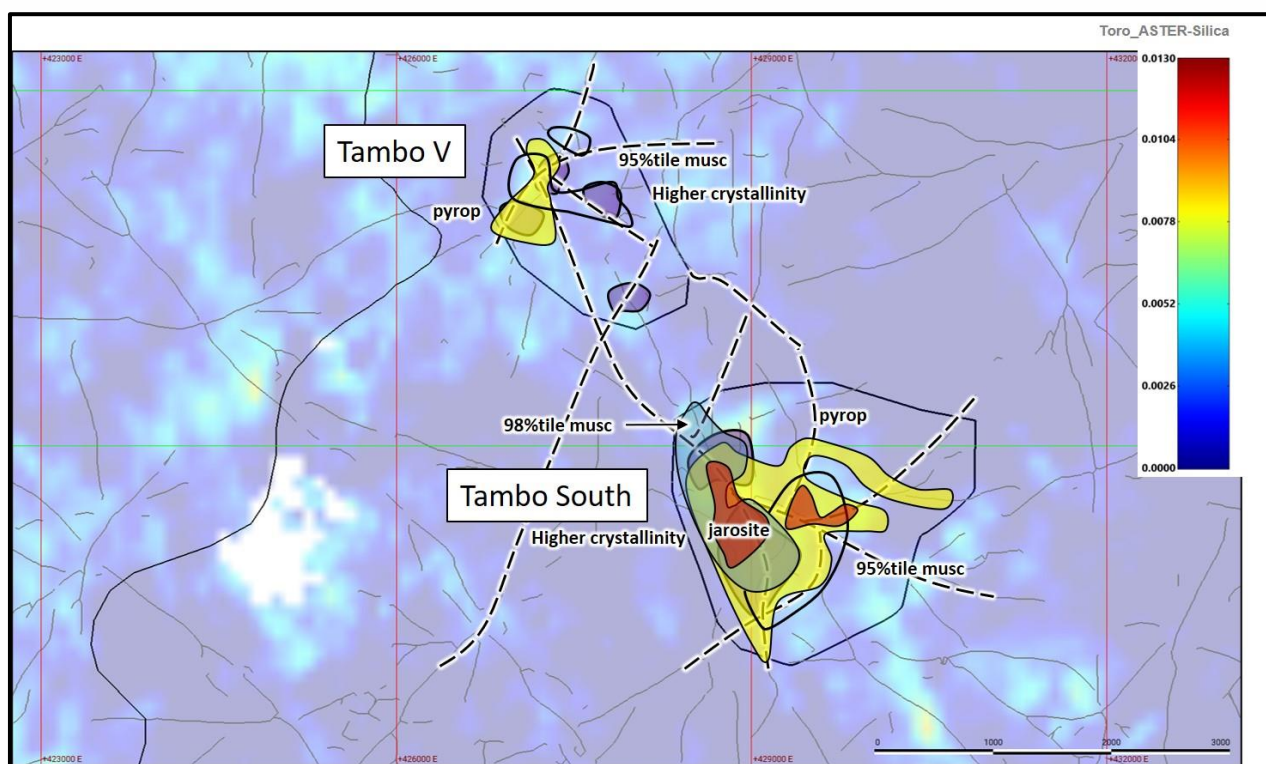 Toro_ASTER-Silica
+423000 E
+426000 E
+429000 E
+432000
0.0130
0.0104
0.0078
0.0052
0.0026
0.0000
Tambo V
95%tile musc
Higher crystallinity
pyrop
98%tile musc
pyrop
Tambo South
Higher crystallinity
jarosite
95%tile musc
0
1000
2000
3000
+423000 E
+426000 E
+429000 E
+432000 E